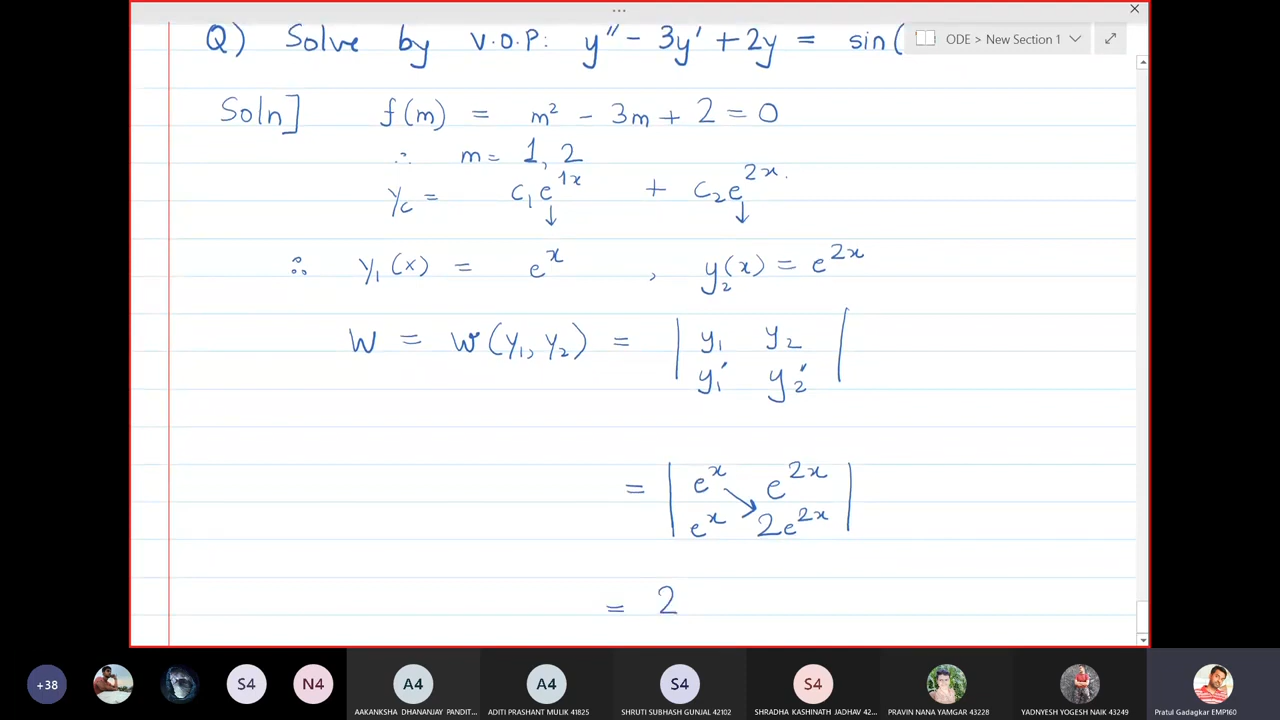 Q) Solve by V.O.P: y″ - 3y′ + 2y = sin(
ODE > New Section 1
Soln] f(m) = m² - 3m + 2 = 0
∴ m = 1, 2
y_c = c₁e^{1x} + c₂e^{2x}.
∴ y₁(x) = e^x , y₂(x) = e^{2x}
W = W(y₁, y₂) = | y₁ y₂ |
| y₁′ y₂′ |
= | e^x e^{2x} |
| e^x 2e^{2x} |
= 2
+38 S4 N4 A4 A4 S4 S4
AAKANKSHA DHANANJAY PANDIT... ADITI PRASHANT MULIK 41825 SHRUTI SUBHASH GUNJAL 42102 SHRADHA KASHINATH JADHAV 42... PRAVIN NANA YAMGAR 43228 YADNYESH YOGESH NAIK 43249 Pratul Gadagkar EMP160